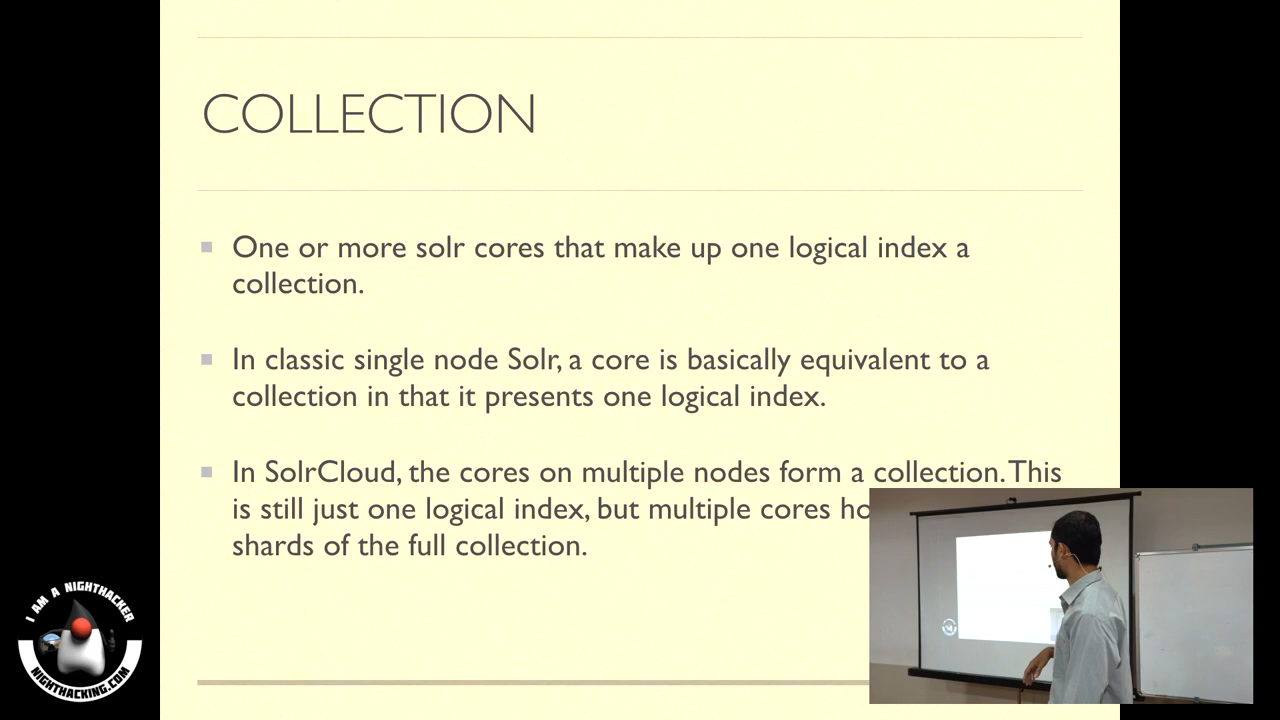 COLLECTION
One or more solr cores that make up one logical index a
collection.
In classic single node Solr, a core is basically equivalent to a
collection in that it presents one logical index.
In SolrCloud, the cores on multiple nodes form a collection. This
is still just one logical index, but multiple cores
shards of the full collection.
I AM A NIGHTHACKER
NIGHTHACKING.COM